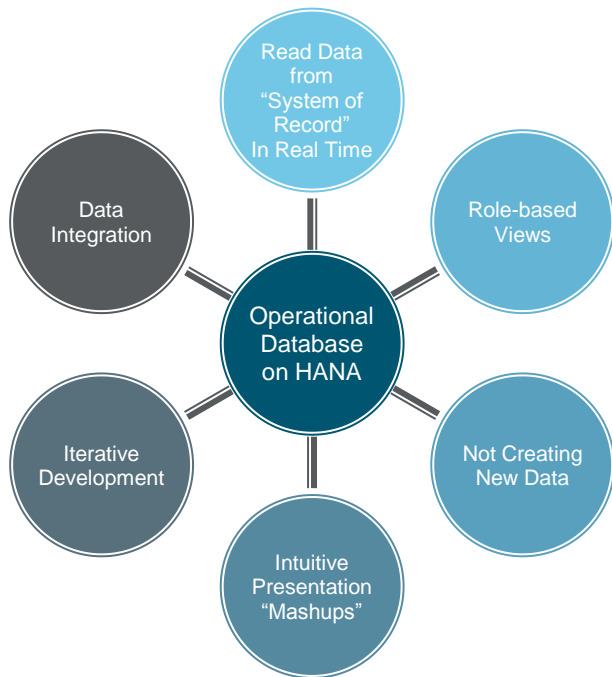 Read Data
from
“System of
Record”
In Real Time
Data
Integration
Role-based
Views
Operational
Database
on HANA
Iterative
Development
Not Creating
New Data
Intuitive
Presentation
“Mashups”